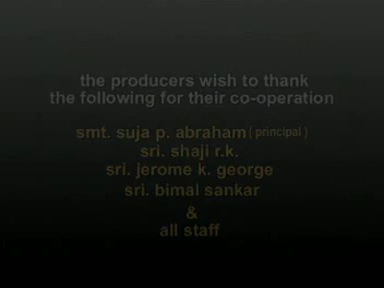 the producers wish to thank
the following for their co-operation
smt. suja p. abraham ( principal )
sri. shaji r.k.
sri. jerome k. george
sri. bimal sankar
&
all staff